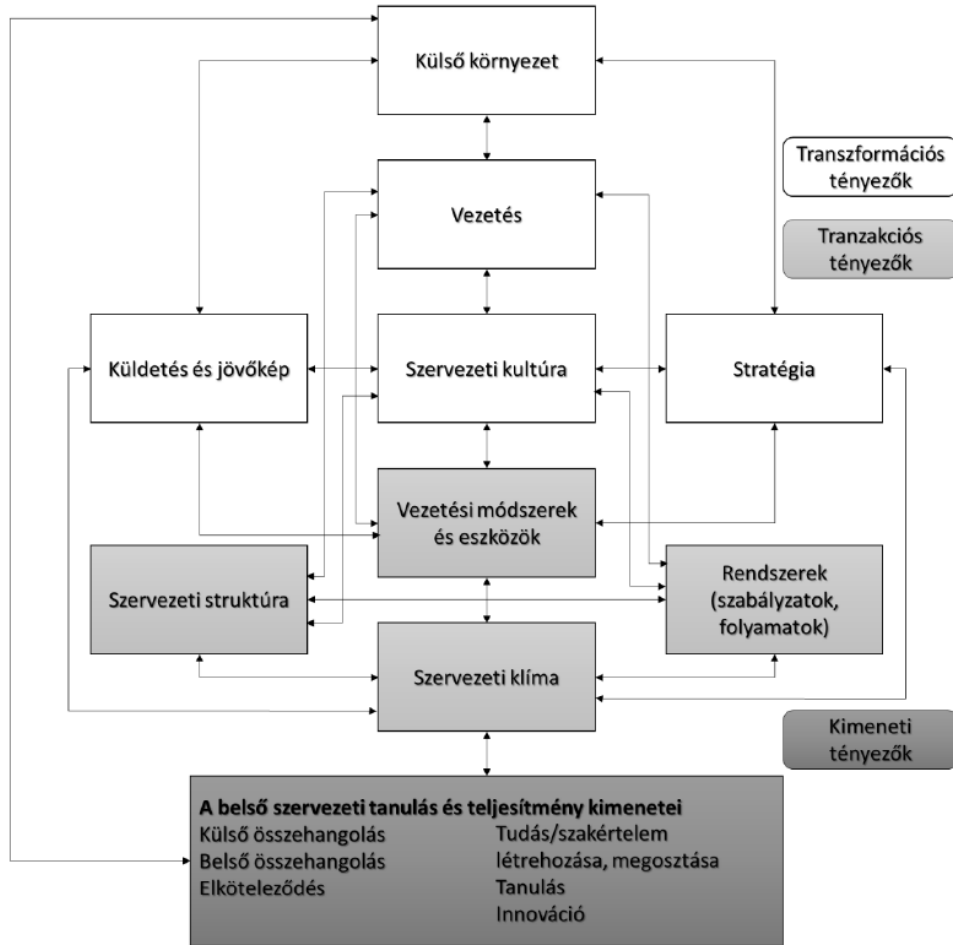 Külső környezet
Transzformációs
tényezők
Vezetés
Tranzakciós
tényezők
Küldetés és jövőkép
Szervezeti kultúra
Stratégia
Vezetési módszerek
és eszközök
Szervezeti struktúra
Rendszerek
(szabályzatok,
folyamatok)
Szervezeti klíma
Kimeneti
tényezők
A belső szervezeti tanulás és teljesítmény kimenetei
Külső összehangolás
Belső összehangolás
Elköteleződés
Tudás/szakértelem
létrehozása, megosztása
Tanulás
Innováció